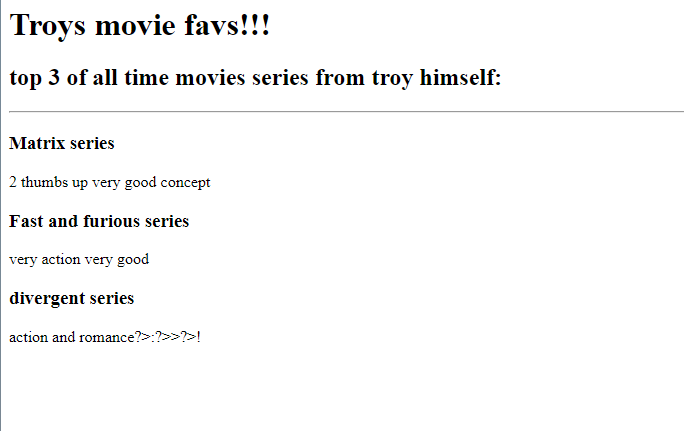 Troys movie favs!!!
top 3 of all time movies series from troy himself:
Matrix series
2 thumbs up very good concept
Fast and furious series
very action very good
divergent series
action and romance?>:?>>?>!